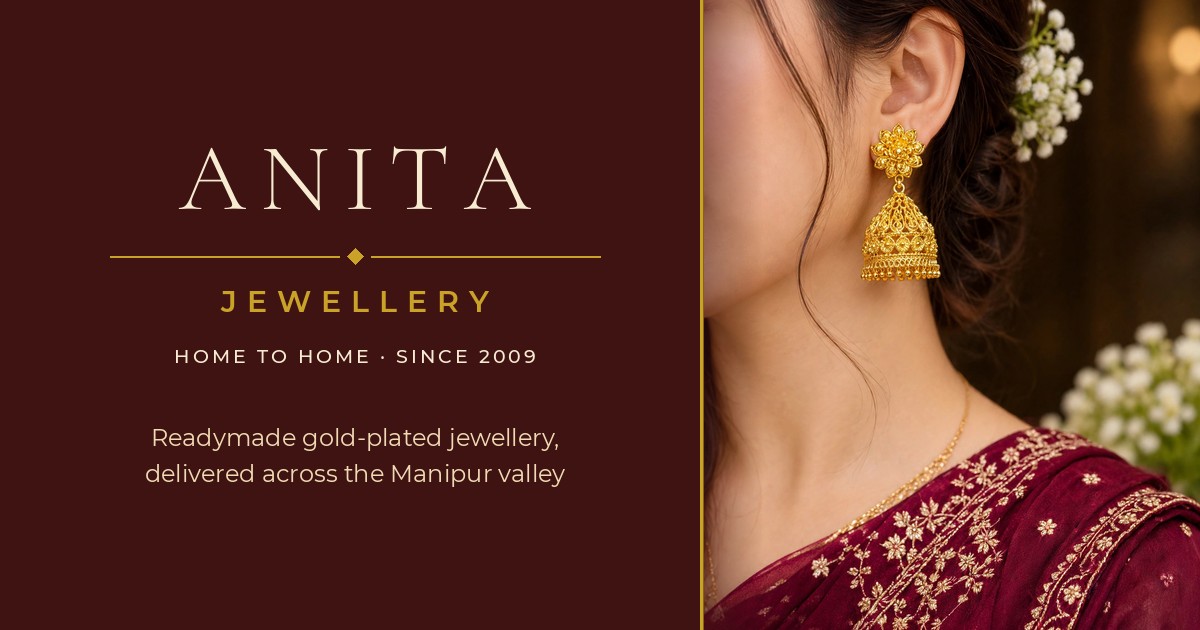 ANITA
JEWELLERY
HOME TO HOME · SINCE 2009
Readymade gold-plated jewellery,
delivered across the Manipur valley